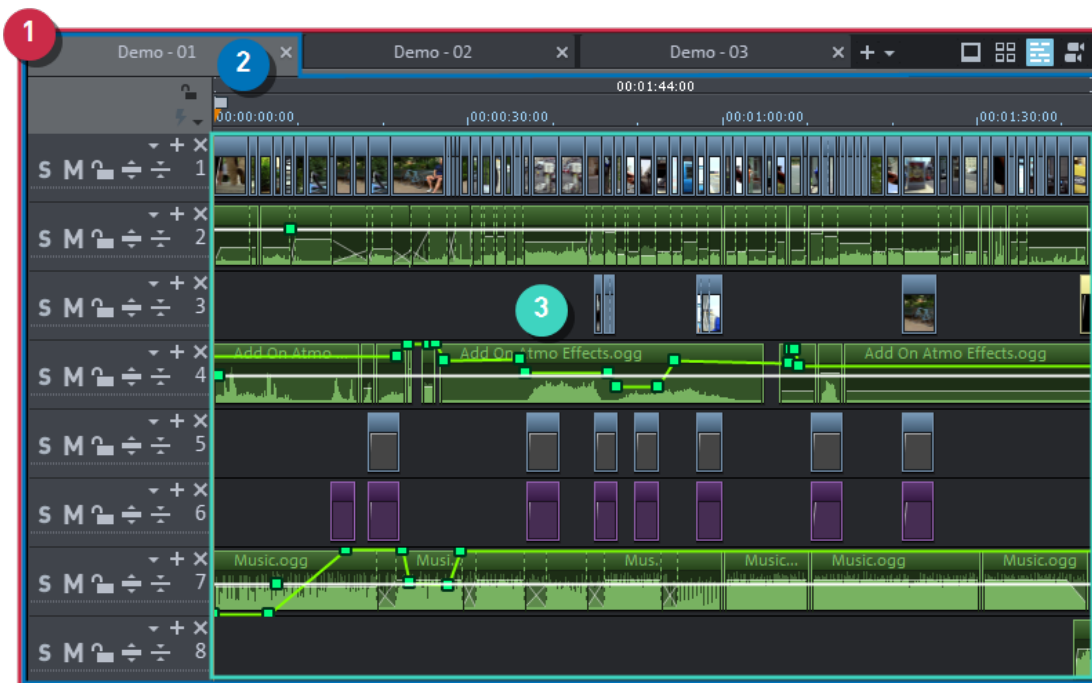 1
Demo - 01
2
Demo - 02
Demo - 03
00:01:44:00
00:00:00:00
00:00:30:00
00:01:00:00
00:01:30:00
S M 1
S M 2
S M 3
3
S M 4
Add On Atmo...
Add On Atmo Effects.ogg
Add On Atmo Effects.ogg
S M 5
S M 6
S M 7
Music.ogg
Musi...
Mus...
Music...
Music.ogg
Music.ogg
S M 8